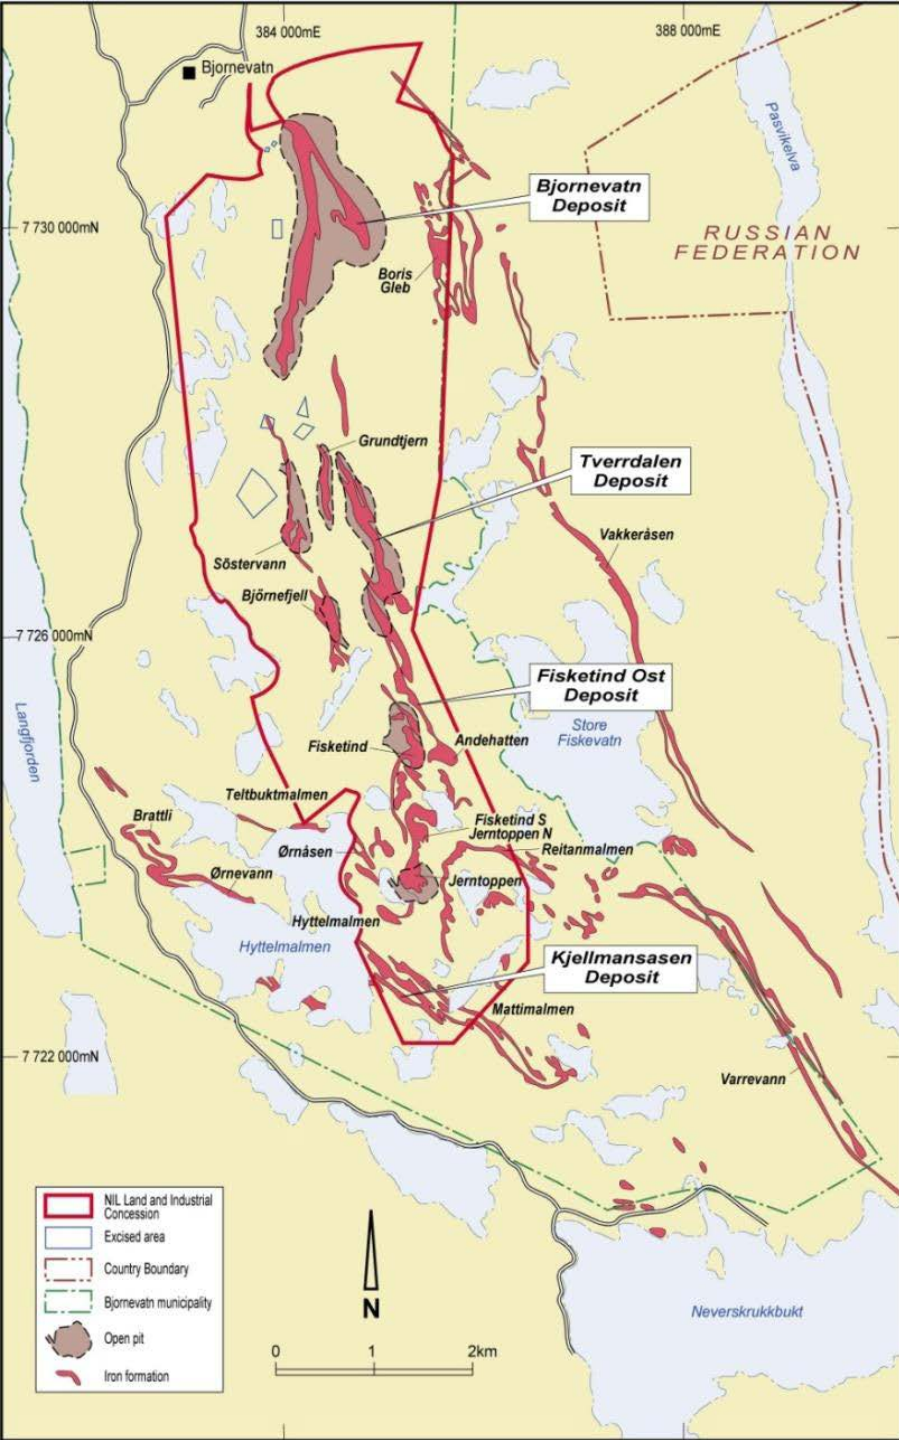 384 000mE
388 000mE
Bjornevatn
Pasvikelva
Bjornevatn
Deposit
7 730 000mN
RUSSIAN
FEDERATION
Boris
Gleb
Grundtjern
Tverrdalen
Deposit
Vakkeråsen
Söstervann
Björnefjell
7 726 000mN
Fisketind Ost
Deposit
Langfjorden
Store
Fiskevatn
Fisketind
Andehatten
Teltbuktmalmen
Brattli
Fisketind S
Jerntoppen N
Ørnåsen
Reitanmalmen
Ørnevann
Jerntoppen
Hyttelmalmen
Hyttelmalmen
Kjellmansasen
Deposit
Mattimalmen
7 722 000mN
Varrevann
NIL Land and Industrial
Concession
Excised area
Country Boundary
Bjornevatn municipality
Open pit
Iron formation
N
0 1 2km
Neverskrukkbukt